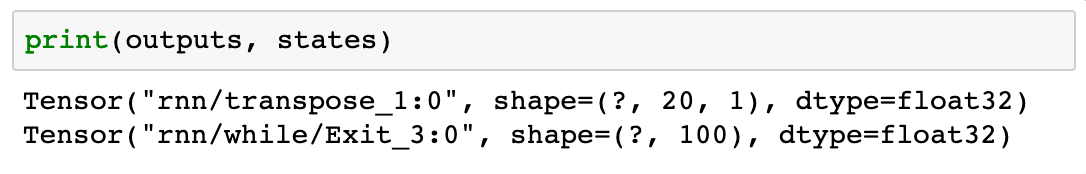 print(outputs, states)
Tensor("rnn/transpose_1:0", shape=(?, 20, 1), dtype=float32)
Tensor("rnn/while/Exit_3:0", shape=(?, 100), dtype=float32)